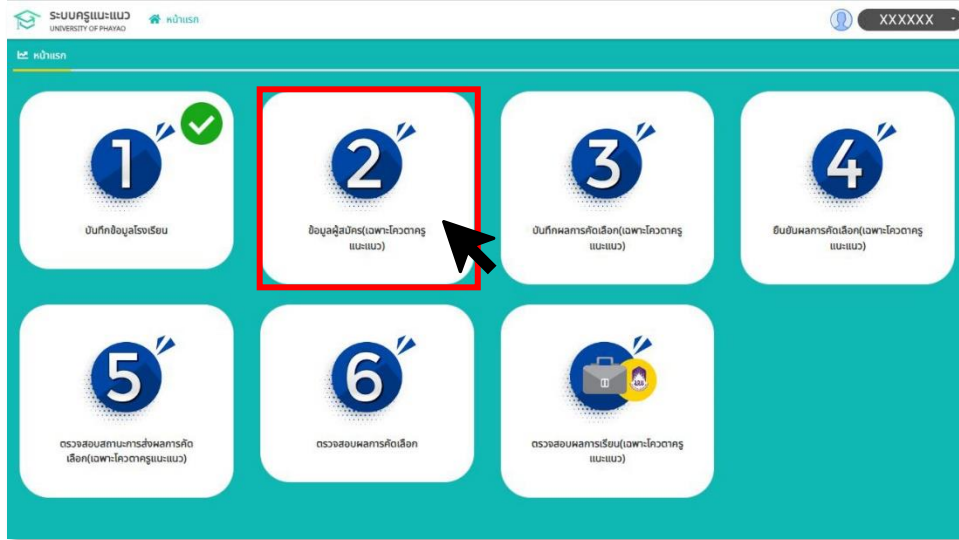 ระบบครูแนะแนว
UNIVERSITY OF PHAYAO
หน้าแรก
XXXXXX
หน้าแรก
1
2
3
4
บันทึกข้อมูลโรงเรียน
ข้อมูลผู้สมัคร(เฉพาะโควตาครู
แนะแนว)
บันทึกผลการคัดเลือก(เฉพาะโควตาครู
แนะแนว)
ยืนยันผลการคัดเลือก(เฉพาะโควตาครู
แนะแนว)
5
6
ตรวจสอบสถานะการส่งผลการคัด
เลือก(เฉพาะโควตาครูแนะแนว)
ตรวจสอบผลการคัดเลือก
ตรวจสอบผลการเรียน(เฉพาะโควตาครู
แนะแนว)